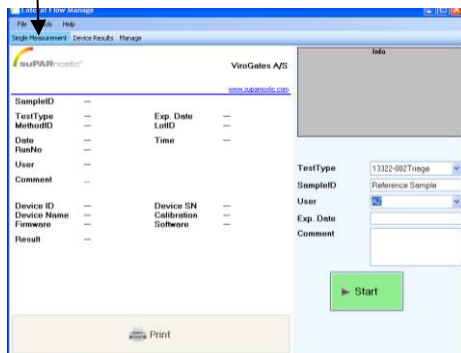 Lateral Flow Manage
File Tools Help
Single Measurement Device Results Manage
suPARnostic®
ViroGates A/S
www.suparnostic.com
SampleID ---
TestType --- Exp. Date ---
MethodID --- LotID ---
Date --- Time ---
RunNo ---
User ---
Comment ...
Device ID --- Device SN ---
Device Name --- Calibration ---
Firmware --- Software ---
Result ---
Print
Info
TestType 13322-002Triage
SampleID Reference Sample
User AZ
Exp. Date
Comment
Start